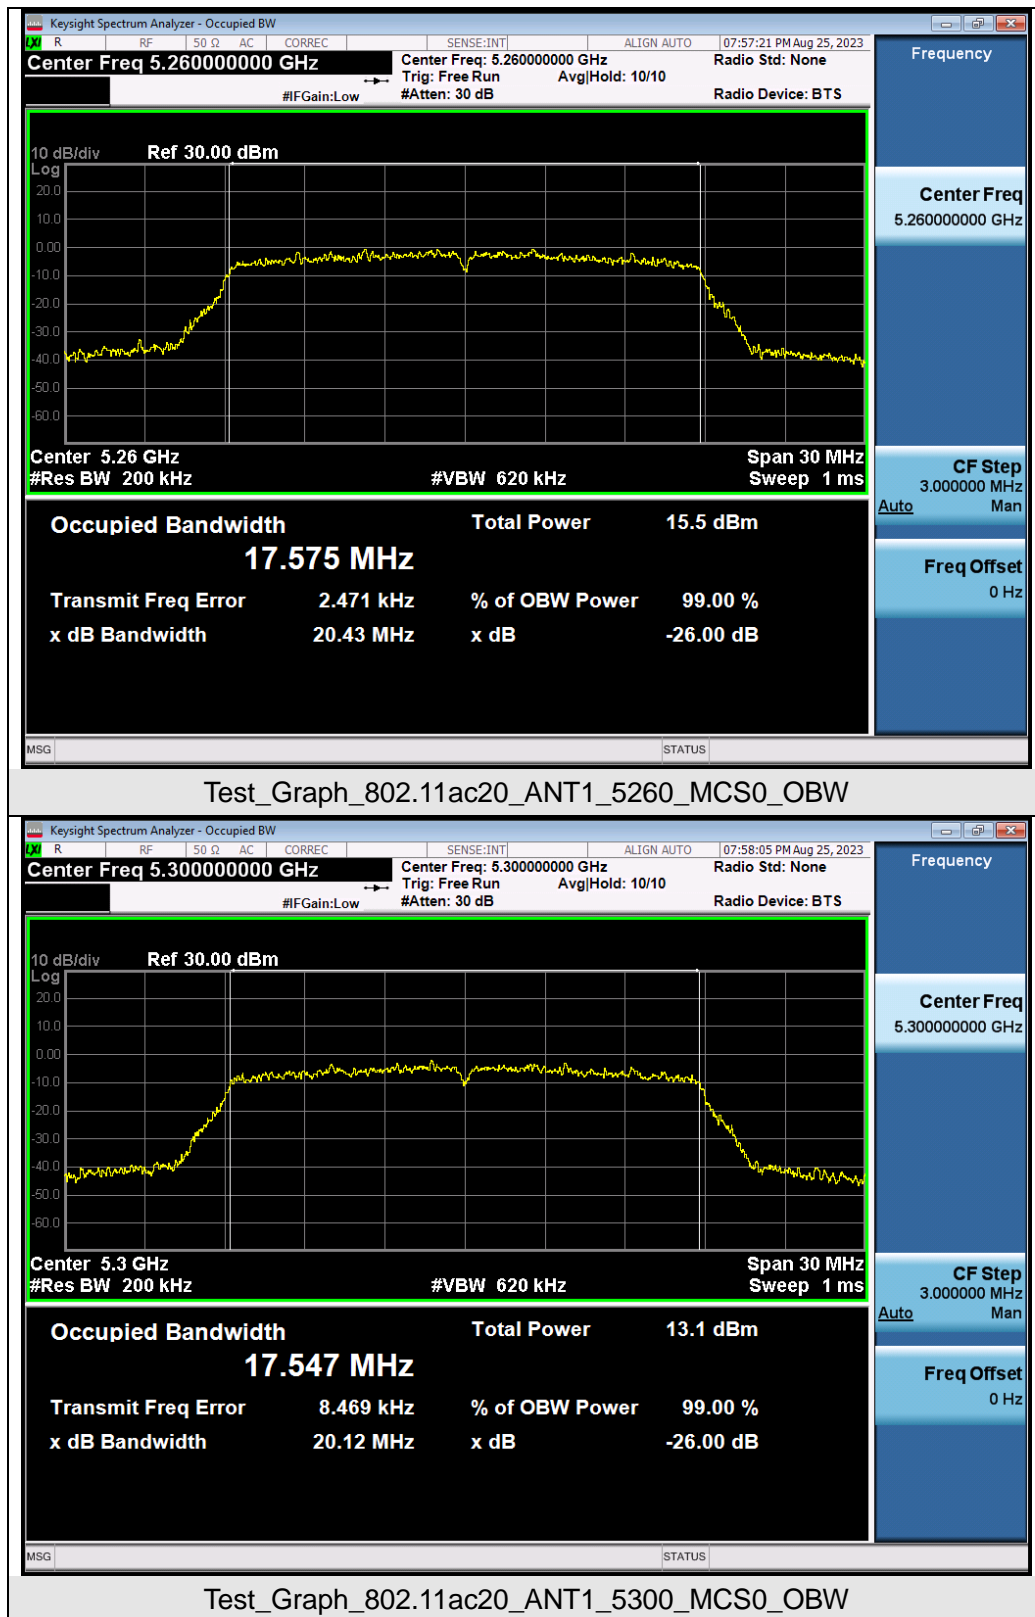 Keysight Spectrum Analyzer - Occupied BW
LXI R RF 50 Ω AC CORREC SENSE:INT ALIGN AUTO 07:57:21 PM Aug 25, 2023
Center Freq 5.260000000 GHz
Center Freq: 5.260000000 GHz Radio Std: None
Trig: Free Run Avg|Hold: 10/10
#IFGain:Low #Atten: 30 dB Radio Device: BTS
10 dB/div Ref 30.00 dBm
Log
20.0
10.0
0.00
-10.0
-20.0
-30.0
-40.0
-50.0
-60.0
Center 5.26 GHz Span 30 MHz
#Res BW 200 kHz #VBW 620 kHz Sweep 1 ms
Occupied Bandwidth Total Power 15.5 dBm
17.575 MHz
Transmit Freq Error 2.471 kHz % of OBW Power 99.00 %
x dB Bandwidth 20.43 MHz x dB -26.00 dB
MSG STATUS
Frequency
Center Freq
5.260000000 GHz
CF Step
3.000000 MHz
Auto Man
Freq Offset
0 Hz
Test_Graph_802.11ac20_ANT1_5260_MCS0_OBW
Keysight Spectrum Analyzer - Occupied BW
LXI R RF 50 Ω AC CORREC SENSE:INT ALIGN AUTO 07:58:05 PM Aug 25, 2023
Center Freq 5.300000000 GHz
Center Freq: 5.300000000 GHz Radio Std: None
Trig: Free Run Avg|Hold: 10/10
#IFGain:Low #Atten: 30 dB Radio Device: BTS
10 dB/div Ref 30.00 dBm
Log
20.0
10.0
0.00
-10.0
-20.0
-30.0
-40.0
-50.0
-60.0
Center 5.3 GHz Span 30 MHz
#Res BW 200 kHz #VBW 620 kHz Sweep 1 ms
Occupied Bandwidth Total Power 13.1 dBm
17.547 MHz
Transmit Freq Error 8.469 kHz % of OBW Power 99.00 %
x dB Bandwidth 20.12 MHz x dB -26.00 dB
MSG STATUS
Frequency
Center Freq
5.300000000 GHz
CF Step
3.000000 MHz
Auto Man
Freq Offset
0 Hz
Test_Graph_802.11ac20_ANT1_5300_MCS0_OBW